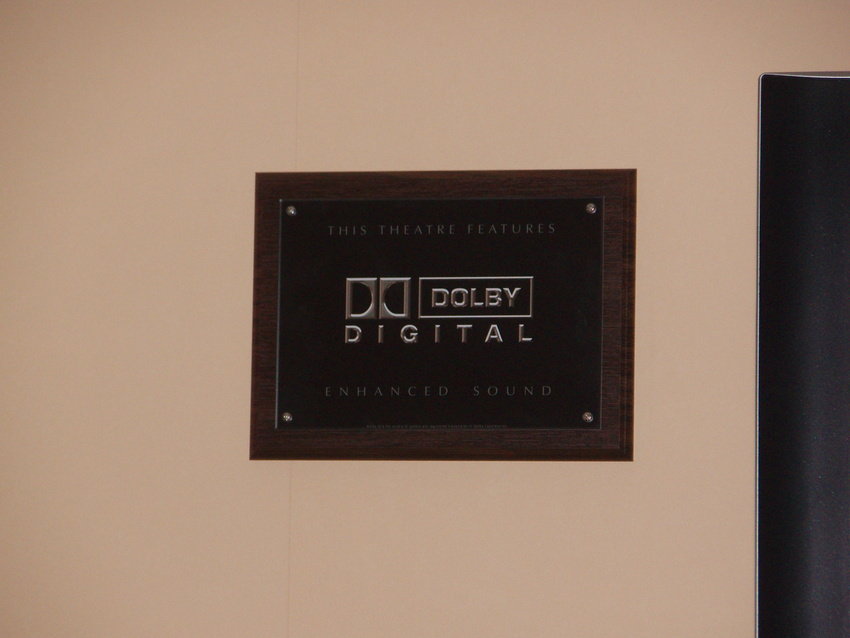 THIS THEATRE FEATURES
DOLBY
DIGITAL
ENHANCED SOUND